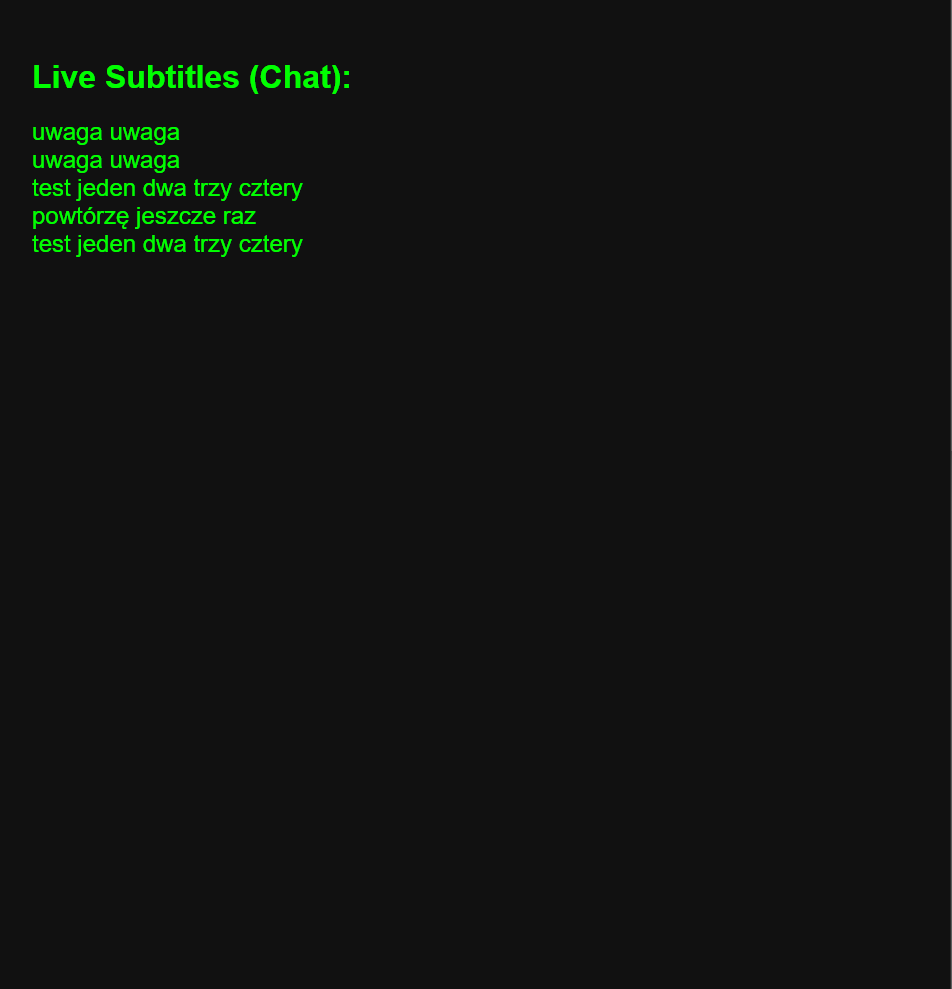 Live Subtitles (Chat):
uwaga uwaga
uwaga uwaga
test jeden dwa trzy cztery
powtórzę jeszcze raz
test jeden dwa trzy cztery